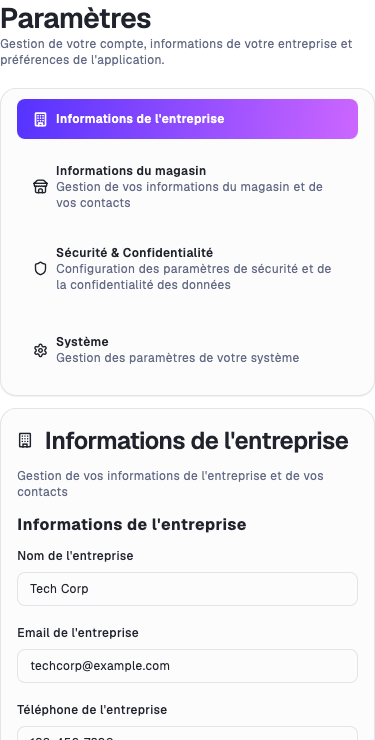 Paramètres
Gestion de votre compte, informations de votre entreprise et
préférences de l'application.
Informations de l'entreprise
Informations du magasin
Gestion de vos informations du magasin et de
vos contacts
Sécurité & Confidentialité
Configuration des paramètres de sécurité et de
la confidentialité des données
Système
Gestion des paramètres de votre système
Informations de l'entreprise
Gestion de vos informations de l'entreprise et de vos
contacts
Informations de l'entreprise
Nom de l'entreprise
Tech Corp
Email de l'entreprise
techcorp@example.com
Téléphone de l'entreprise